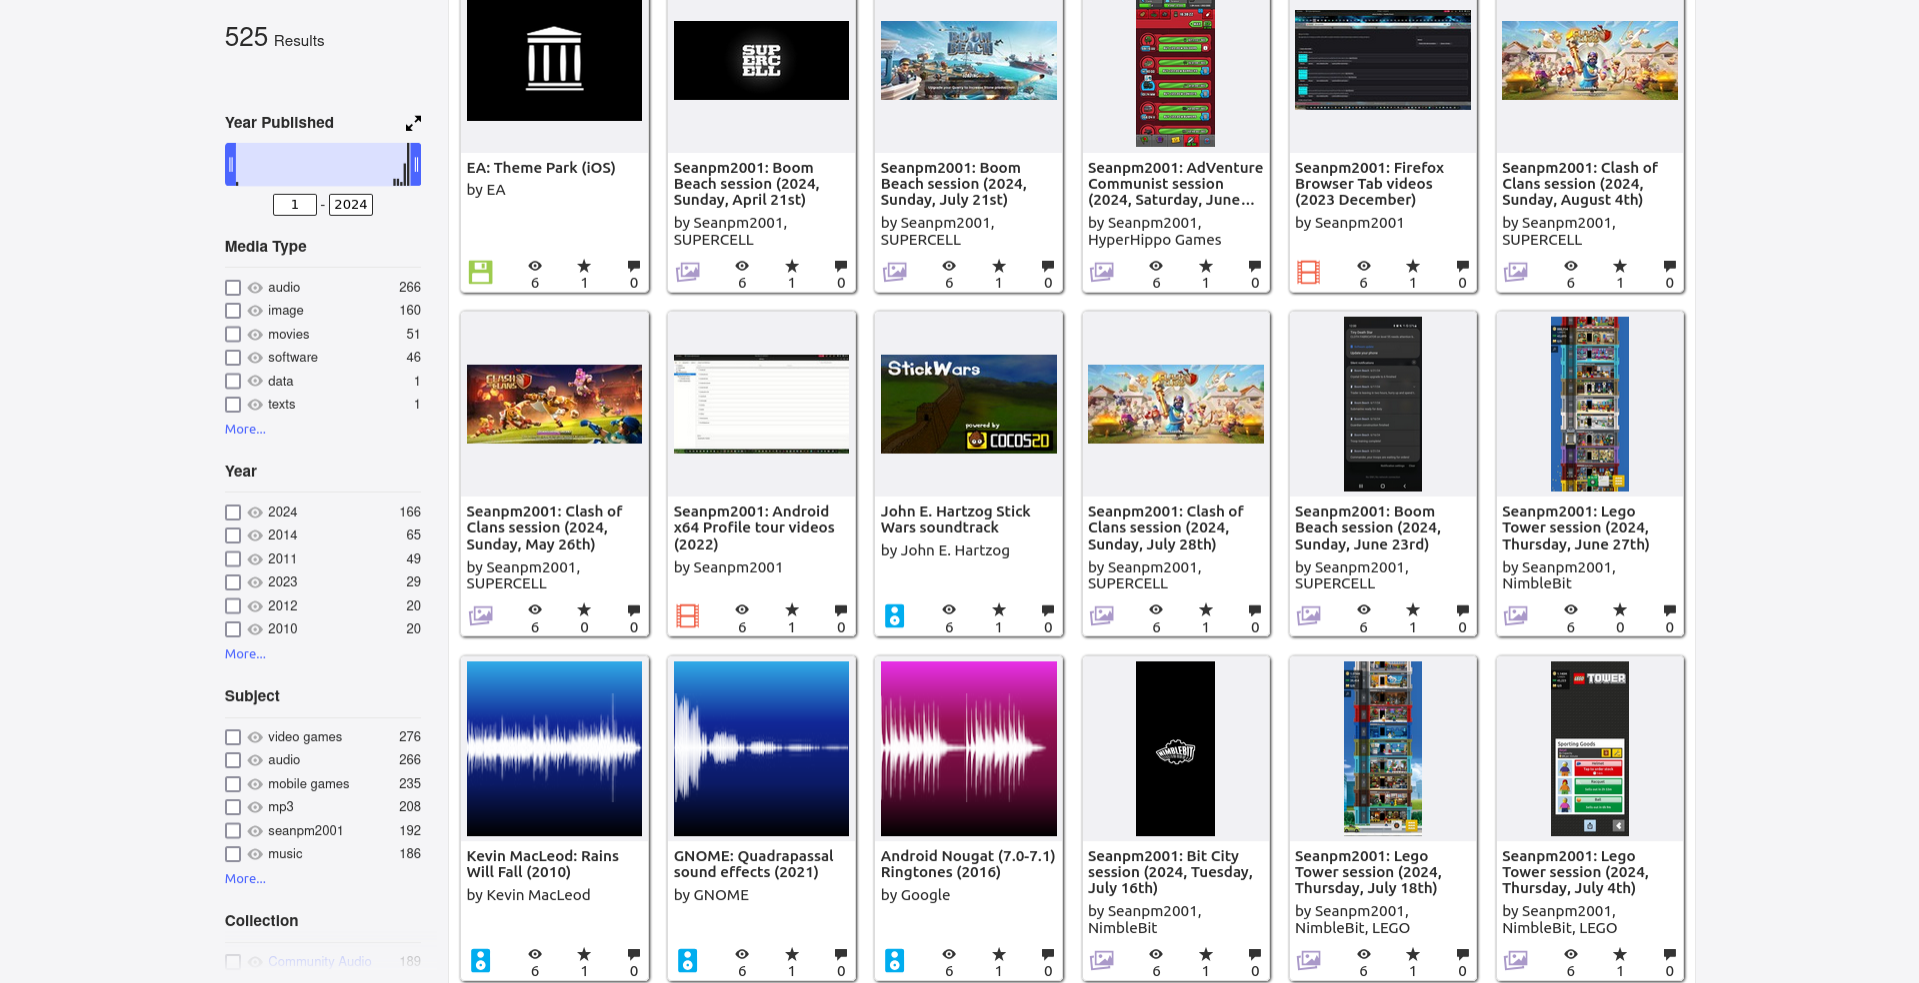 525 Results
Year Published
1 - 2024
Media Type
audio 266
image 160
movies 51
software 46
data 1
texts 1
More...
Year
2024 166
2014 65
2011 49
2023 29
2012 20
2010 20
More...
Subject
video games 276
audio 266
mobile games 235
mp3 208
seanpm2001 192
music 186
More...
Collection
Community Audio 189
EA: Theme Park (iOS)
by EA
6 1 0
SUP
ERC
ELL
Seanpm2001: Boom
Beach session (2024,
Sunday, April 21st)
by Seanpm2001,
SUPERCELL
6 1 0
BOOM
BEACH
Seanpm2001: Boom
Beach session (2024,
Sunday, July 21st)
by Seanpm2001,
SUPERCELL
6 1 0
Seanpm2001: AdVenture
Communist session
(2024, Saturday, June...
by Seanpm2001,
HyperHippo Games
6 1 0
Seanpm2001: Firefox
Browser Tab videos
(2023 December)
by Seanpm2001
6 1 0
Seanpm2001: Clash of
Clans session (2024,
Sunday, August 4th)
by Seanpm2001,
SUPERCELL
6 1 0
CLASH
CLANS
Seanpm2001: Clash of
Clans session (2024,
Sunday, May 26th)
by Seanpm2001,
SUPERCELL
6 0 0
Seanpm2001: Android
x64 Profile tour videos
(2022)
by Seanpm2001
6 1 0
StickWars
powered by
COCOS2D
John E. Hartzog Stick
Wars soundtrack
by John E. Hartzog
6 1 0
Seanpm2001: Clash of
Clans session (2024,
Sunday, July 28th)
by Seanpm2001,
SUPERCELL
6 1 0
Seanpm2001: Boom
Beach session (2024,
Sunday, June 23rd)
by Seanpm2001,
SUPERCELL
6 1 0
Seanpm2001: Lego
Tower session (2024,
Thursday, June 27th)
by Seanpm2001,
NimbleBit
6 0 0
Kevin MacLeod: Rains
Will Fall (2010)
by Kevin MacLeod
6 1 0
GNOME: Quadrapassal
sound effects (2021)
by GNOME
6 1 0
Android Nougat (7.0-7.1)
Ringtones (2016)
by Google
6 1 0
NIMBLEBIT
Seanpm2001: Bit City
session (2024, Tuesday,
July 16th)
by Seanpm2001,
NimbleBit
6 1 0
Seanpm2001: Lego
Tower session (2024,
Thursday, July 18th)
by Seanpm2001,
NimbleBit, LEGO
6 1 0
LEGO TOWER
Sporting Goods
Seanpm2001: Lego
Tower session (2024,
Thursday, July 4th)
by Seanpm2001,
NimbleBit, LEGO
6 1 0